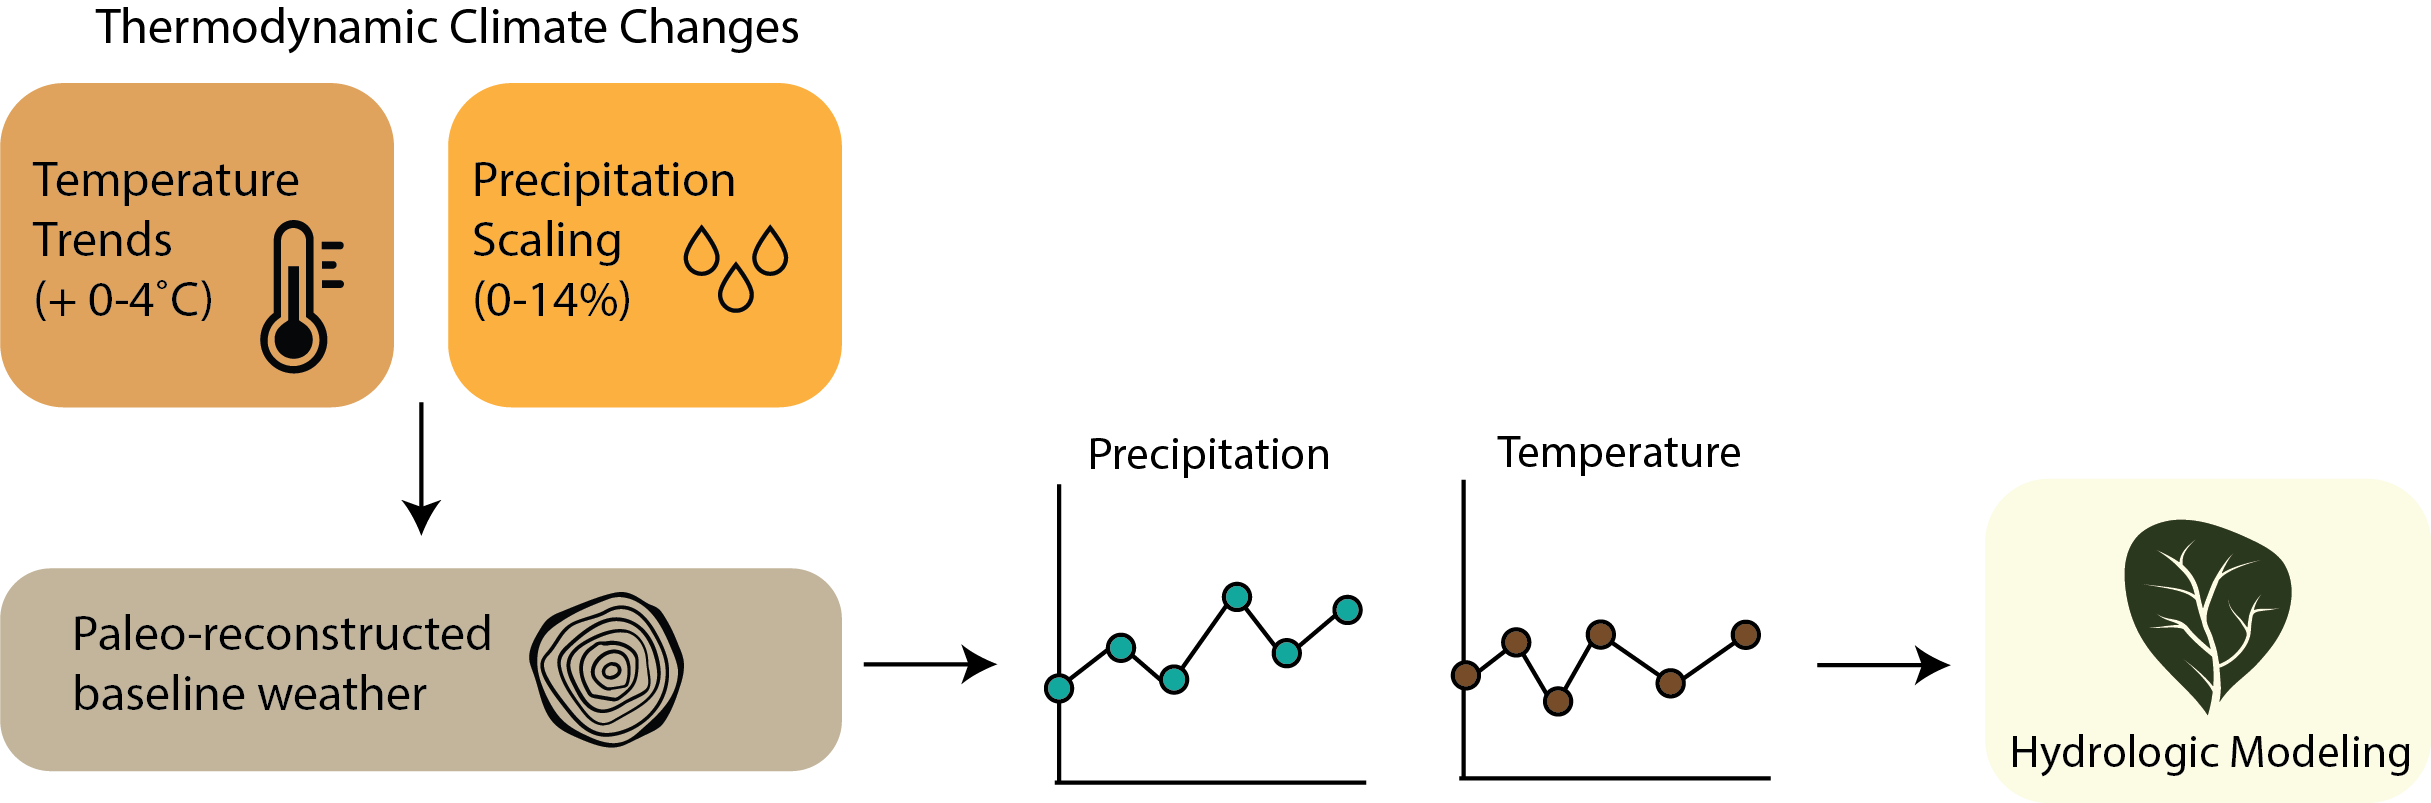 Thermodynamic Climate Changes
Temperature
Trends
(+ 0-4˚C)
Precipitation
Scaling
(0-14%)
Paleo-reconstructed
baseline weather
Precipitation
Temperature
Hydrologic Modeling